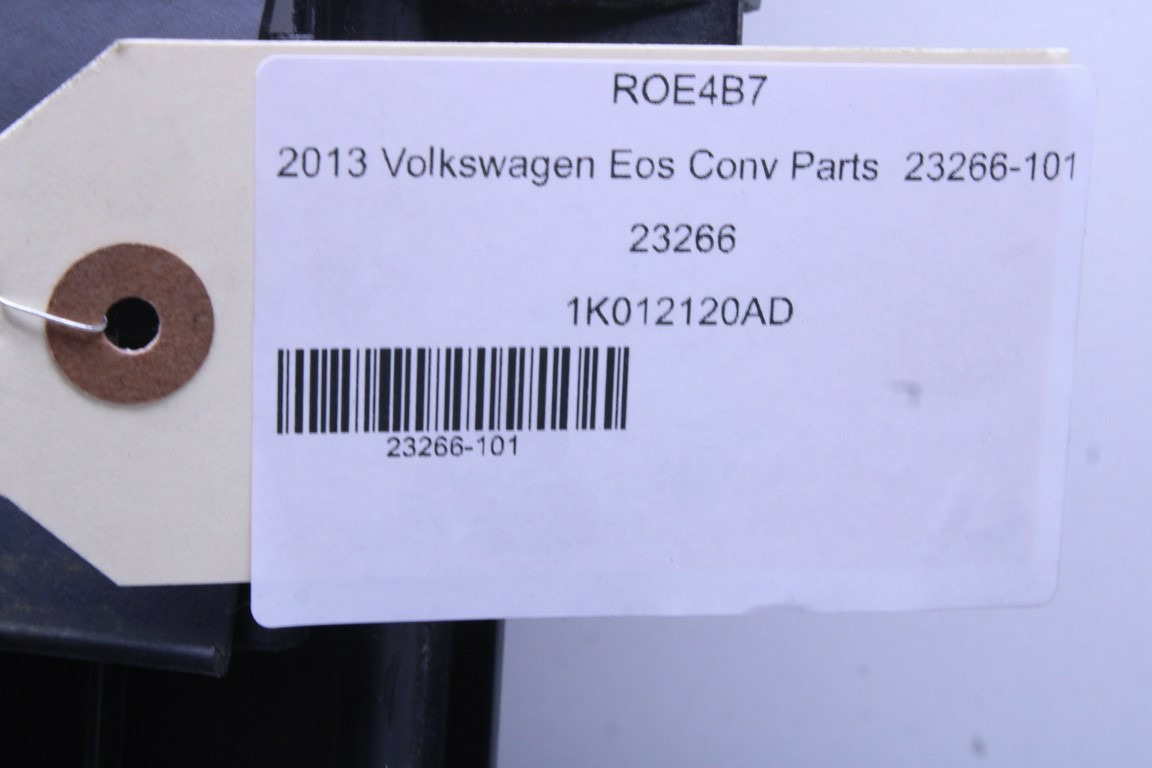 ROE4B7
2013 Volkswagen Eos Conv Parts 23266-101
23266
1K012120AD
23266-101